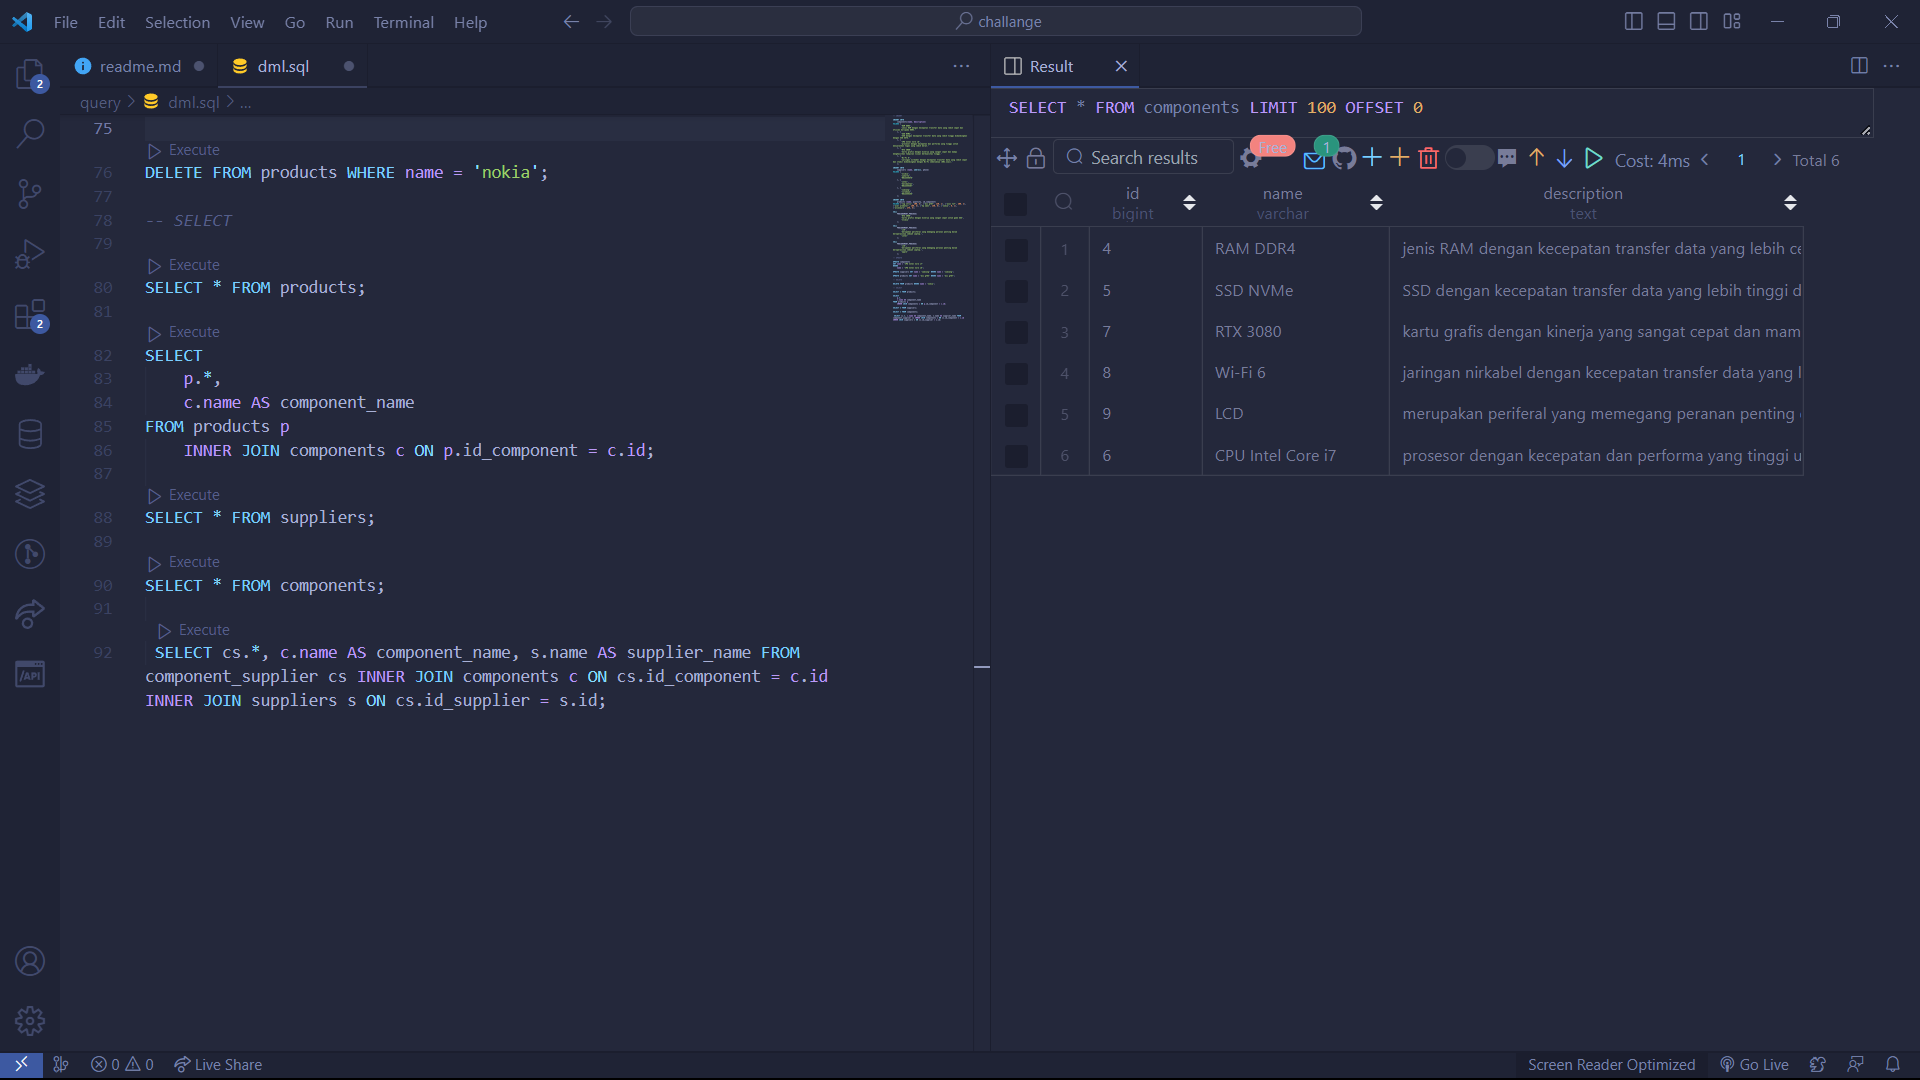 File Edit Selection View Go Run Terminal Help
challange
readme.md
dml.sql
Result
query > dml.sql > ...
SELECT * FROM components LIMIT 100 OFFSET 0
75
Execute
76 DELETE FROM products WHERE name = 'nokia';
77
78 -- SELECT
79
Execute
80 SELECT * FROM products;
81
Execute
82 SELECT
83 p.*,
84 c.name AS component_name
85 FROM products p
86 INNER JOIN components c ON p.id_component = c.id;
87
Execute
88 SELECT * FROM suppliers;
89
Execute
90 SELECT * FROM components;
91
Execute
92 SELECT cs.*, c.name AS component_name, s.name AS supplier_name FROM
component_supplier cs INNER JOIN components c ON cs.id_component = c.id
INNER JOIN suppliers s ON cs.id_supplier = s.id;
Search results
Free
1
Cost: 4ms < 1 > Total 6
id name description
bigint varchar text
1 4 RAM DDR4 jenis RAM dengan kecepatan transfer data yang lebih ce
2 5 SSD NVMe SSD dengan kecepatan transfer data yang lebih tinggi d
3 7 RTX 3080 kartu grafis dengan kinerja yang sangat cepat dan mam
4 8 Wi-Fi 6 jaringan nirkabel dengan kecepatan transfer data yang l
5 9 LCD merupakan periferal yang memegang peranan penting
6 6 CPU Intel Core i7 prosesor dengan kecepatan dan performa yang tinggi u
2
2
/API
0 0 Live Share
Screen Reader Optimized Go Live